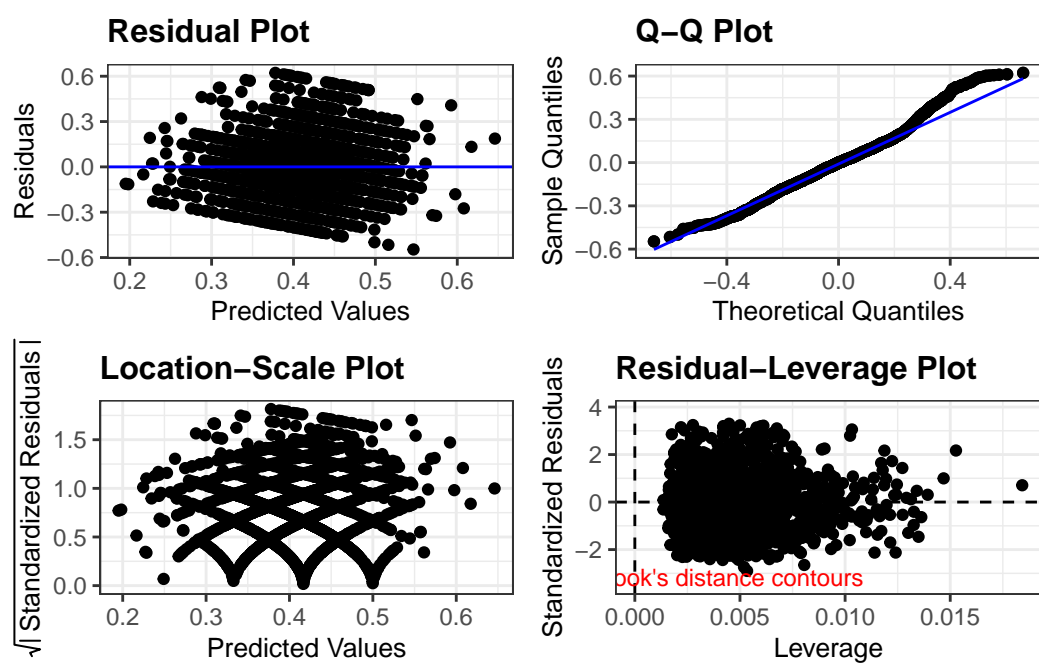 Residual Plot
Residuals
0.6
0.3
0.0
−0.3
−0.6
0.2 0.3 0.4 0.5 0.6
Predicted Values
Q−Q Plot
Sample Quantiles
0.6
0.3
0.0
−0.3
−0.6
−0.4 0.0 0.4
Theoretical Quantiles
Location−Scale Plot
√| Standardized Residuals |
1.5
1.0
0.5
0.0
0.2 0.3 0.4 0.5 0.6
Predicted Values
Residual−Leverage Plot
Standardized Residuals
4
2
0
−2
ook's distance contours
0.000 0.005 0.010 0.015
Leverage